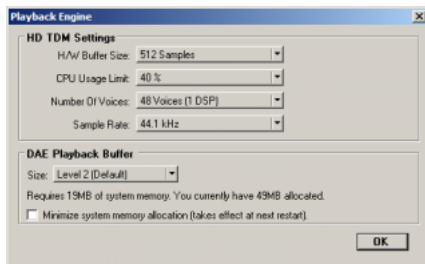 Playback Engine
HD TDM Settings
H/W Buffer Size: 512 Samples
CPU Usage Limit: 40 %
Number Of Voices: 48 Voices (1 DSP)
Sample Rate: 44.1 kHz
DAE Playback Buffer
Size: Level 2 (Default)
Requires 19MB of system memory. You currently have 49MB allocated.
Minimize system memory allocation (takes effect at next restart).
OK